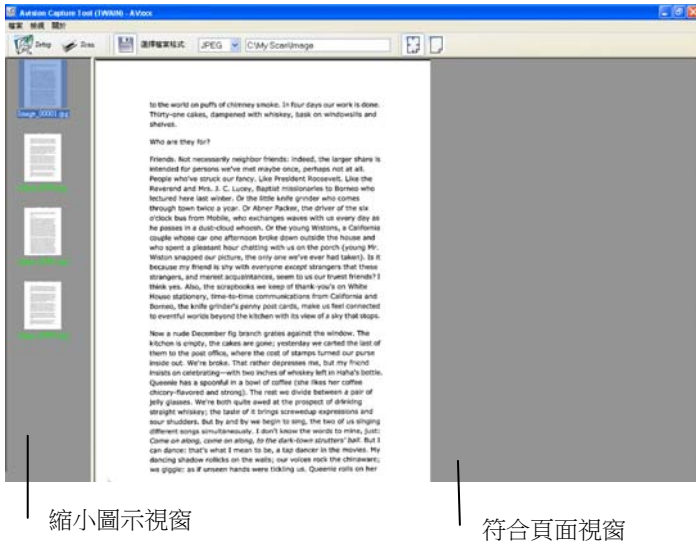 Avision Capture Tool (TWAIN) - AV
檔案 檢視 關於
Setup Scan 選擇檔案格式: JPEG C:\My Scan\Image
Image_00001.jpg
to the world on puffs of chimney smoke. In four days our work is done.
Thirty-one cakes, dampened with whiskey, bask on windowsills and
shelves.
Who are they for?
Friends. Not necessarily neighbor friends: indeed, the larger share is
intended for persons we've met maybe once, perhaps not at all.
People who've struck our fancy. Like President Roosevelt. Like the
Reverend and Mrs. J. C. Lucey, Baptist missionaries to Borneo who
lectured here last winter. Or the little knife grinder who comes
through town twice a year. Or Abner Packer, the driver of the six
o'clock bus from Mobile, who exchanges waves with us every day as
he passes in a dust-cloud whoosh. Or the young Wistons, a California
couple whose car one afternoon broke down outside the house and
who spent a pleasant hour chatting with us on the porch (young Mr.
Wiston snapped our picture, the only one we've ever had taken). Is it
because my friend is shy with everyone except strangers that these
strangers, and merest acquaintances, seem to us our truest friends? I
think yes. Also, the scrapbooks we keep of thank-you's on White
House stationery, time-to-time communications from California and
Borneo, the knife grinder's penny post cards, make us feel connected
to eventful worlds beyond the kitchen with its view of a sky that stops.
Now a nude December fig branch grates against the window. The
kitchen is empty, the cakes are gone; yesterday we carted the last of
them to the post office, where the cost of stamps turned our purse
inside out. We're broke. That rather depresses me, but my friend
insists on celebrating—with two inches of whiskey left in Haha's bottle.
Queenie has a spoonful in a bowl of coffee (she likes her coffee
chicory-flavored and strong). The rest we divide between a pair of
jelly glasses. We're both quite awed at the prospect of drinking
straight whiskey; the taste of it brings screwedup expressions and
sour shudders. But by and by we begin to sing, the two of us singing
different songs simultaneously. I don't know the words to mine, just:
Come on along, come on along, to the dark-town strutters' ball. But I
can dance: that's what I mean to be, a tap dancer in the movies. My
dancing shadow rollicks on the walls; our voices rock the chinaware;
we giggle: as if unseen hands were tickling us. Queenie rolls on her
縮小圖示視窗
符合頁面視窗